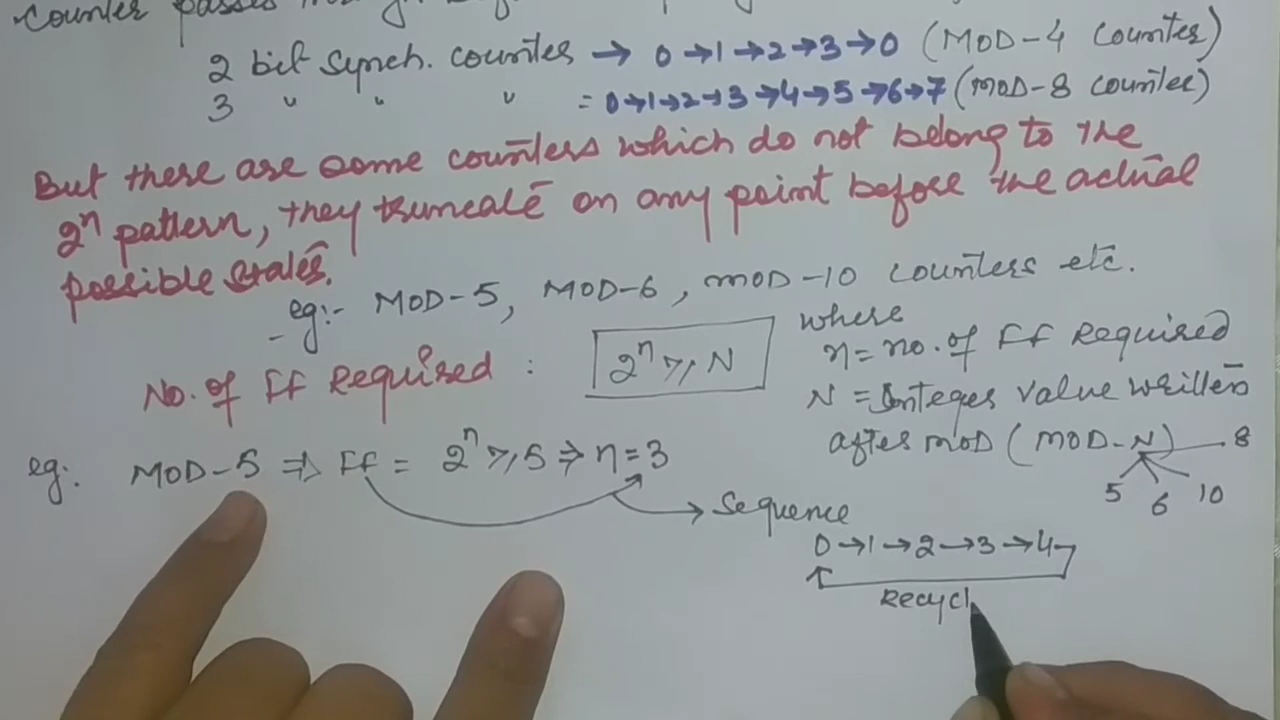 Counter passes
2 bit synch. counter → 0→1→2→3→0 (MOD-4 counter)
3 " " " = 0→1→2→3→4→5→6→7 (MOD-8 counter)
But there are some counters which do not belong to the
2ⁿ pattern, they truncate on any point before the actual
possible states.
eg:- MOD-5, MOD-6, MOD-10 counters etc.
No. of FF Required : 2ⁿ ≥ N
where
n = no. of FF Required
N = Integer value written
after MOD (MOD-N) 8
5 6 10
eg: MOD-5 ⇒ FF = 2ⁿ ≥ 5 ⇒ n = 3
→ Sequence
0→1→2→3→4
Recycl